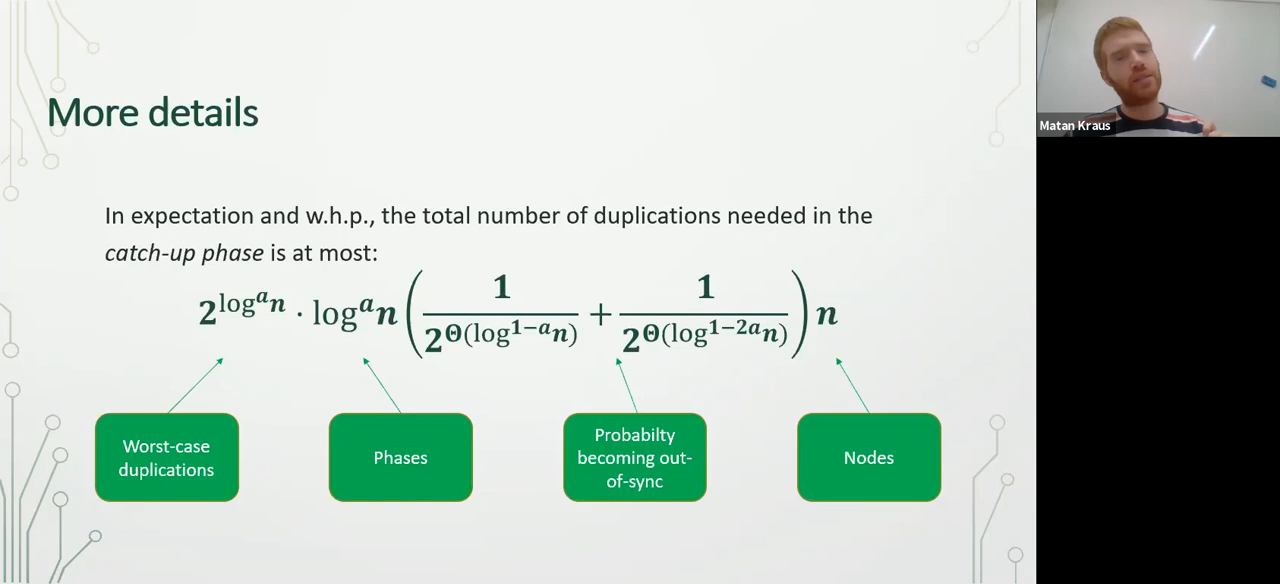 More details
Matan Kraus
In expectation and w.h.p., the total number of duplications needed in the
catch-up phase is at most:
2^{log^a n} · log^a n ( 1 / 2^{Θ(log^{1−a} n)} + 1 / 2^{Θ(log^{1−2a} n)} ) n
Worst-case
duplications
Phases
Probabilty
becoming out-
of-sync
Nodes